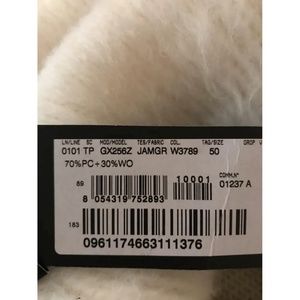 LN/LINE SC MOD/MODEL TES/FABRIC COL. TAG/SIZE DROP
0101 TP GX256Z JAMGR W3789 50
70%PC÷30%WO
COMM.N°
89 10001 01237 A
8 054319 752893
183
0961174663111376